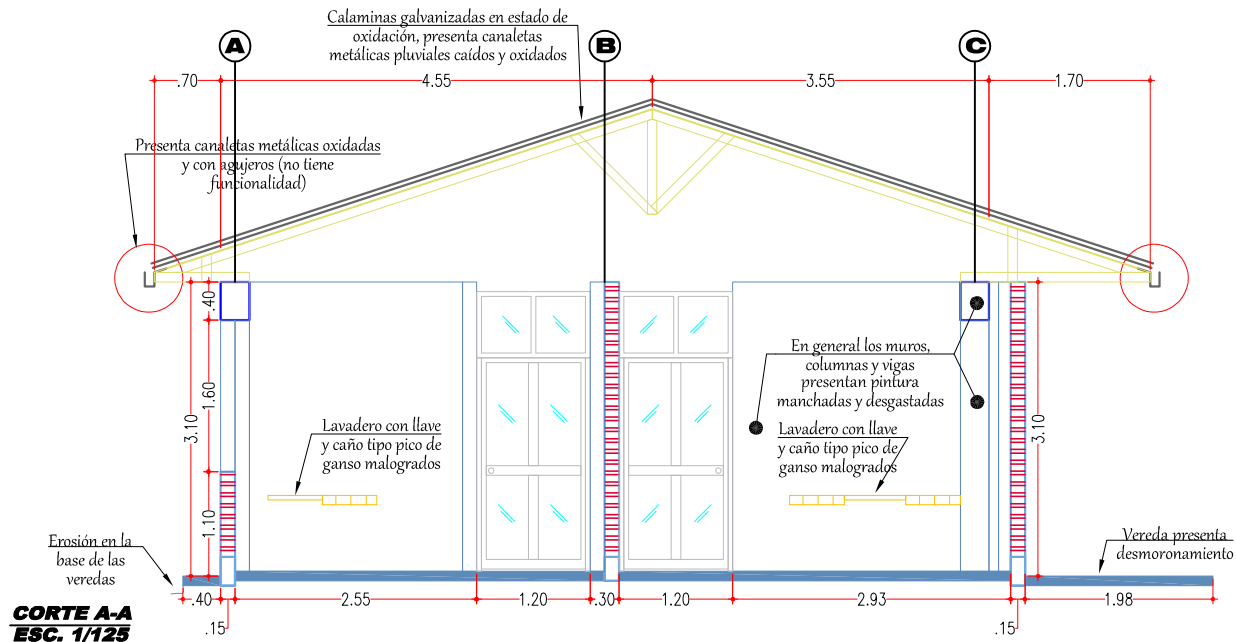 Calaminas galvanizadas en estado de
oxidación, presenta canaletas
metálicas pluviales caídos y oxidados
A
B
C
.70
4.55
3.55
1.70
Presenta canaletas metálicas oxidadas
y con agujeros (no tiene
funcionalidad)
.40
1.60
3.10
1.10
3.10
En general los muros,
columnas y vigas
presentan pintura
manchadas y desgastadas
Lavadero con llave
y caño tipo pico de
ganso malogrados
Lavadero con llave
y caño tipo pico de
ganso malogrados
Erosión en la
base de las
veredas
Vereda presenta
desmoronamiento
.40
2.55
1.20
.30
1.20
2.93
1.98
.15
.15
CORTE A-A
ESC. 1/125